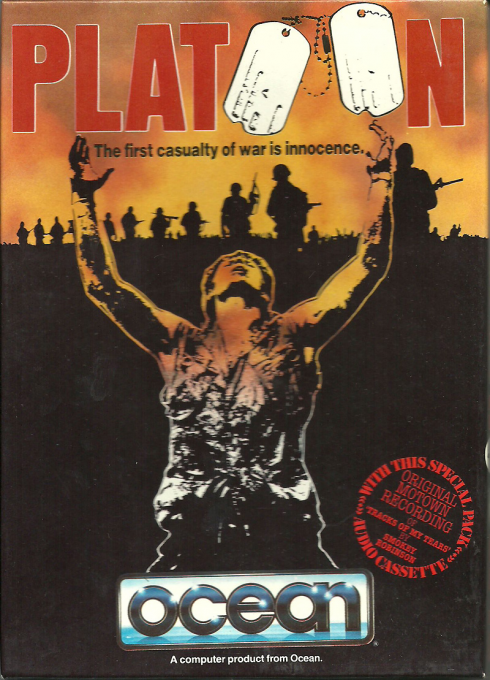 PLATOON
The first casualty of war is innocence.
WITH THIS SPECIAL PACK
AUDIO CASSETTE
ORIGINAL
MOTOWN
RECORDING
OF
'TRACKS OF MY TEARS'
BY
SMOKEY
ROBINSON
ocean
A computer product from Ocean.